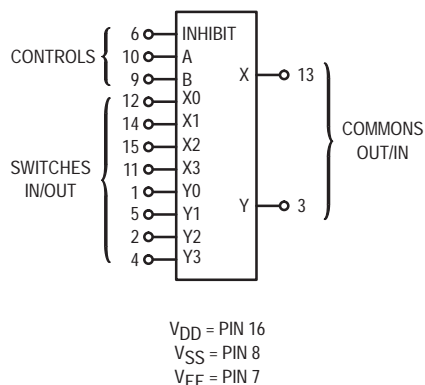 6 INHIBIT
CONTROLS 10 A
9 B
12 X0
14 X1
15 X2
SWITCHES IN/OUT
11 X3
1 Y0
5 Y1
2 Y2
4 Y3
X 13
COMMONS OUT/IN
Y 3
VDD = PIN 16
VSS = PIN 8
VEE = PIN 7